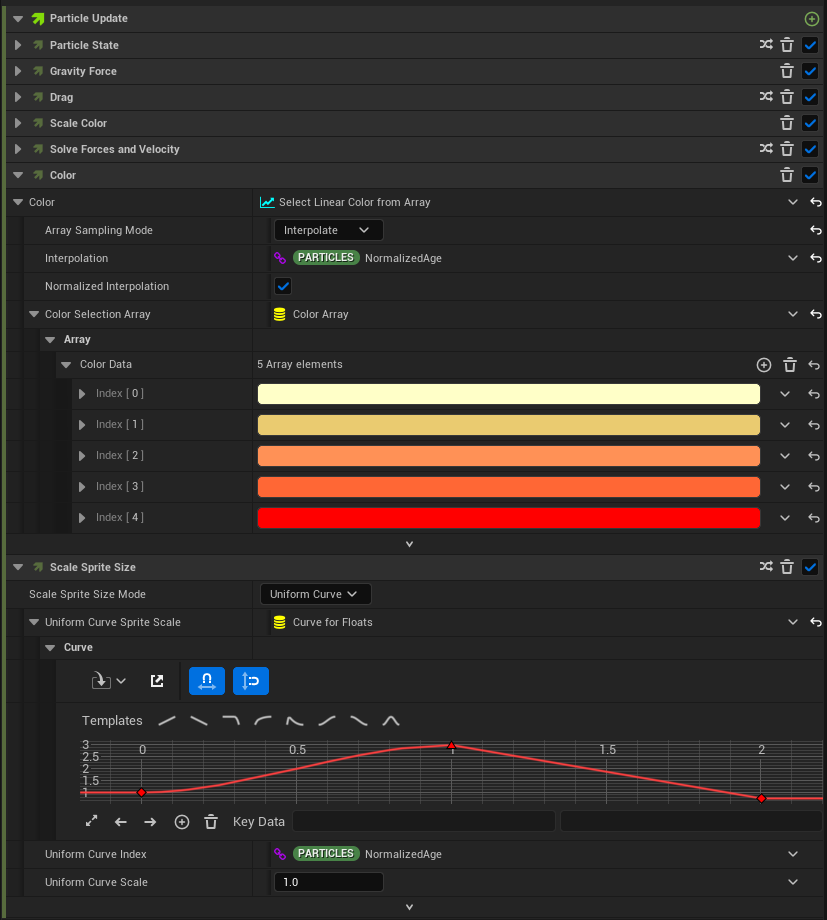 Particle Update
Particle State
Gravity Force
Drag
Scale Color
Solve Forces and Velocity
Color
Color Select Linear Color from Array
Array Sampling Mode Interpolate
Interpolation PARTICLES NormalizedAge
Normalized Interpolation
Color Selection Array Color Array
Array
Color Data 5 Array elements
Index [ 0 ]
Index [ 1 ]
Index [ 2 ]
Index [ 3 ]
Index [ 4 ]
Scale Sprite Size
Scale Sprite Size Mode Uniform Curve
Uniform Curve Sprite Scale Curve for Floats
Curve
Templates
3 0 0.5 1 1.5 2
2.5
2
1.5
1
Key Data
Uniform Curve Index PARTICLES NormalizedAge
Uniform Curve Scale 1.0